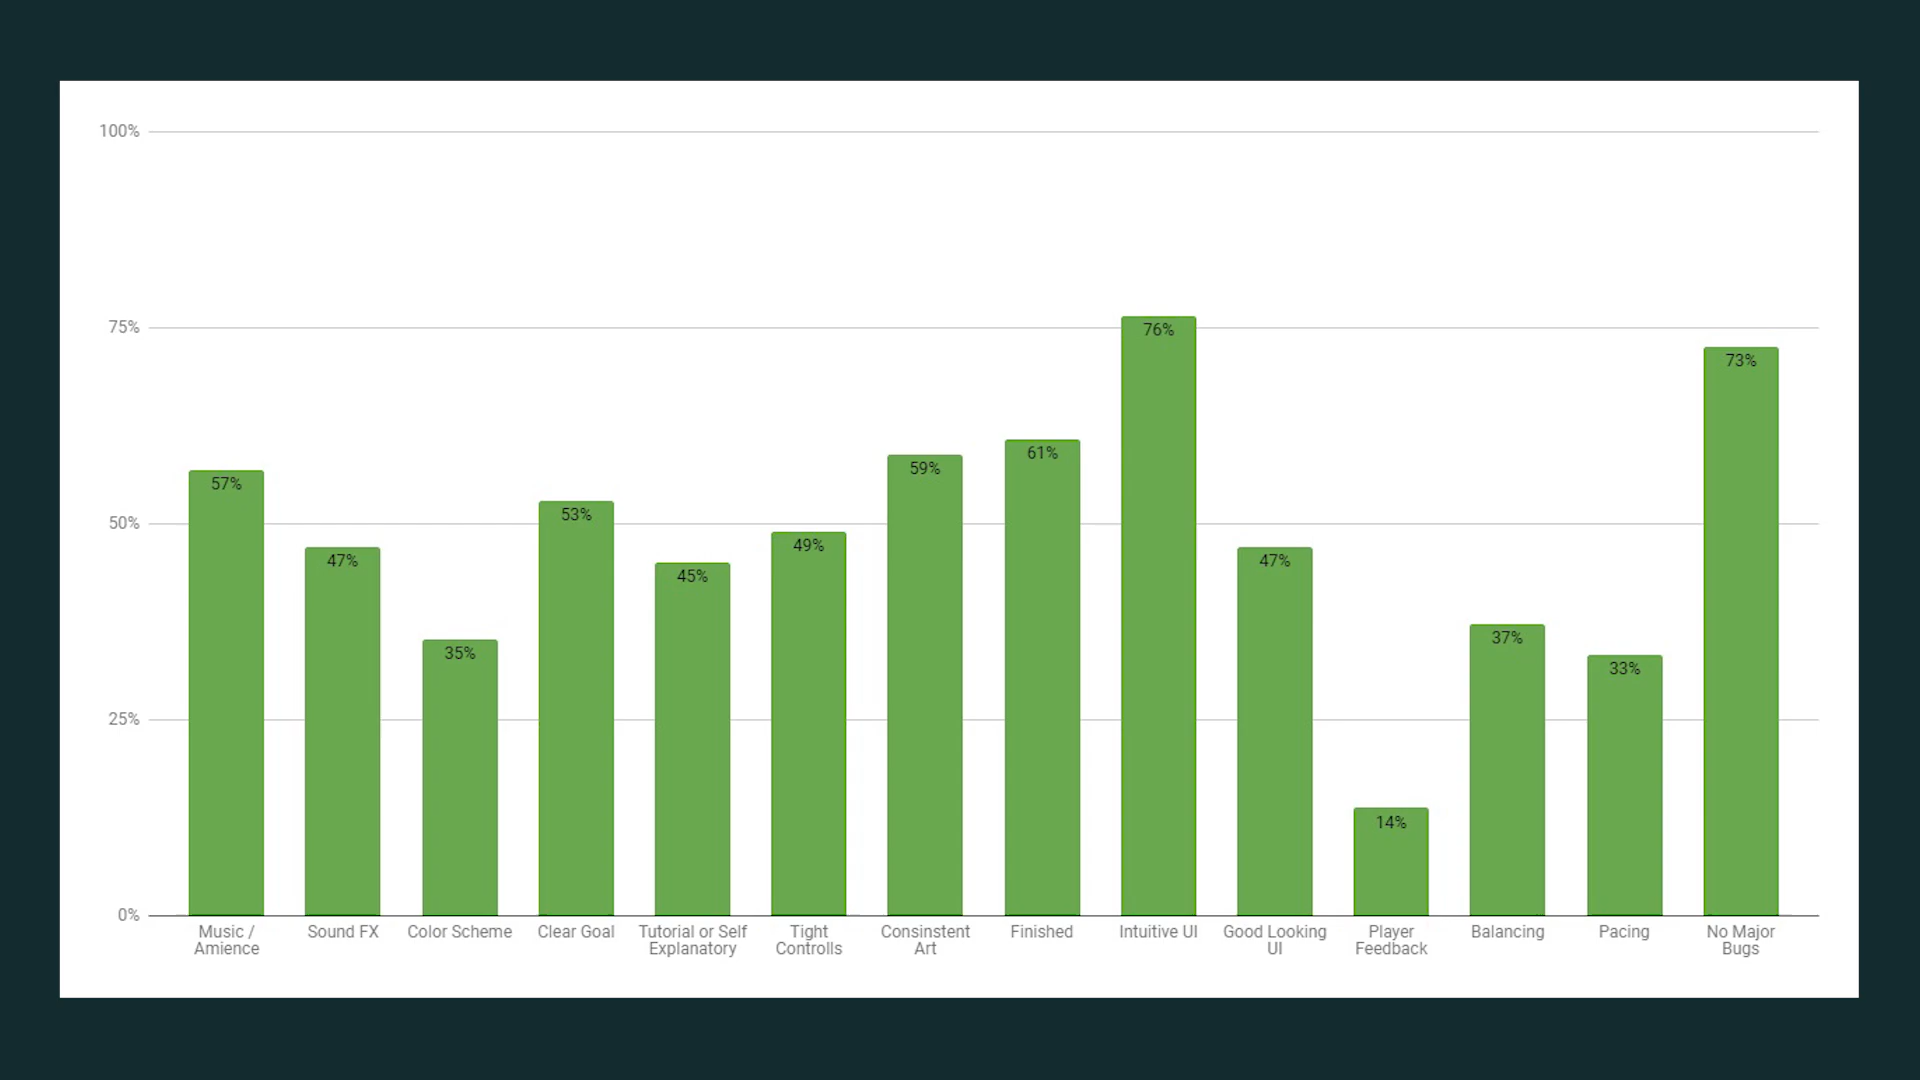 100%
75%
50%
25%
0%
57%
47%
35%
53%
45%
49%
59%
61%
76%
47%
14%
37%
33%
73%
Music /
Amience
Sound FX
Color Scheme
Clear Goal
Tutorial or Self
Explanatory
Tight
Controlls
Consinstent
Art
Finished
Intuitive UI
Good Looking
UI
Player
Feedback
Balancing
Pacing
No Major
Bugs